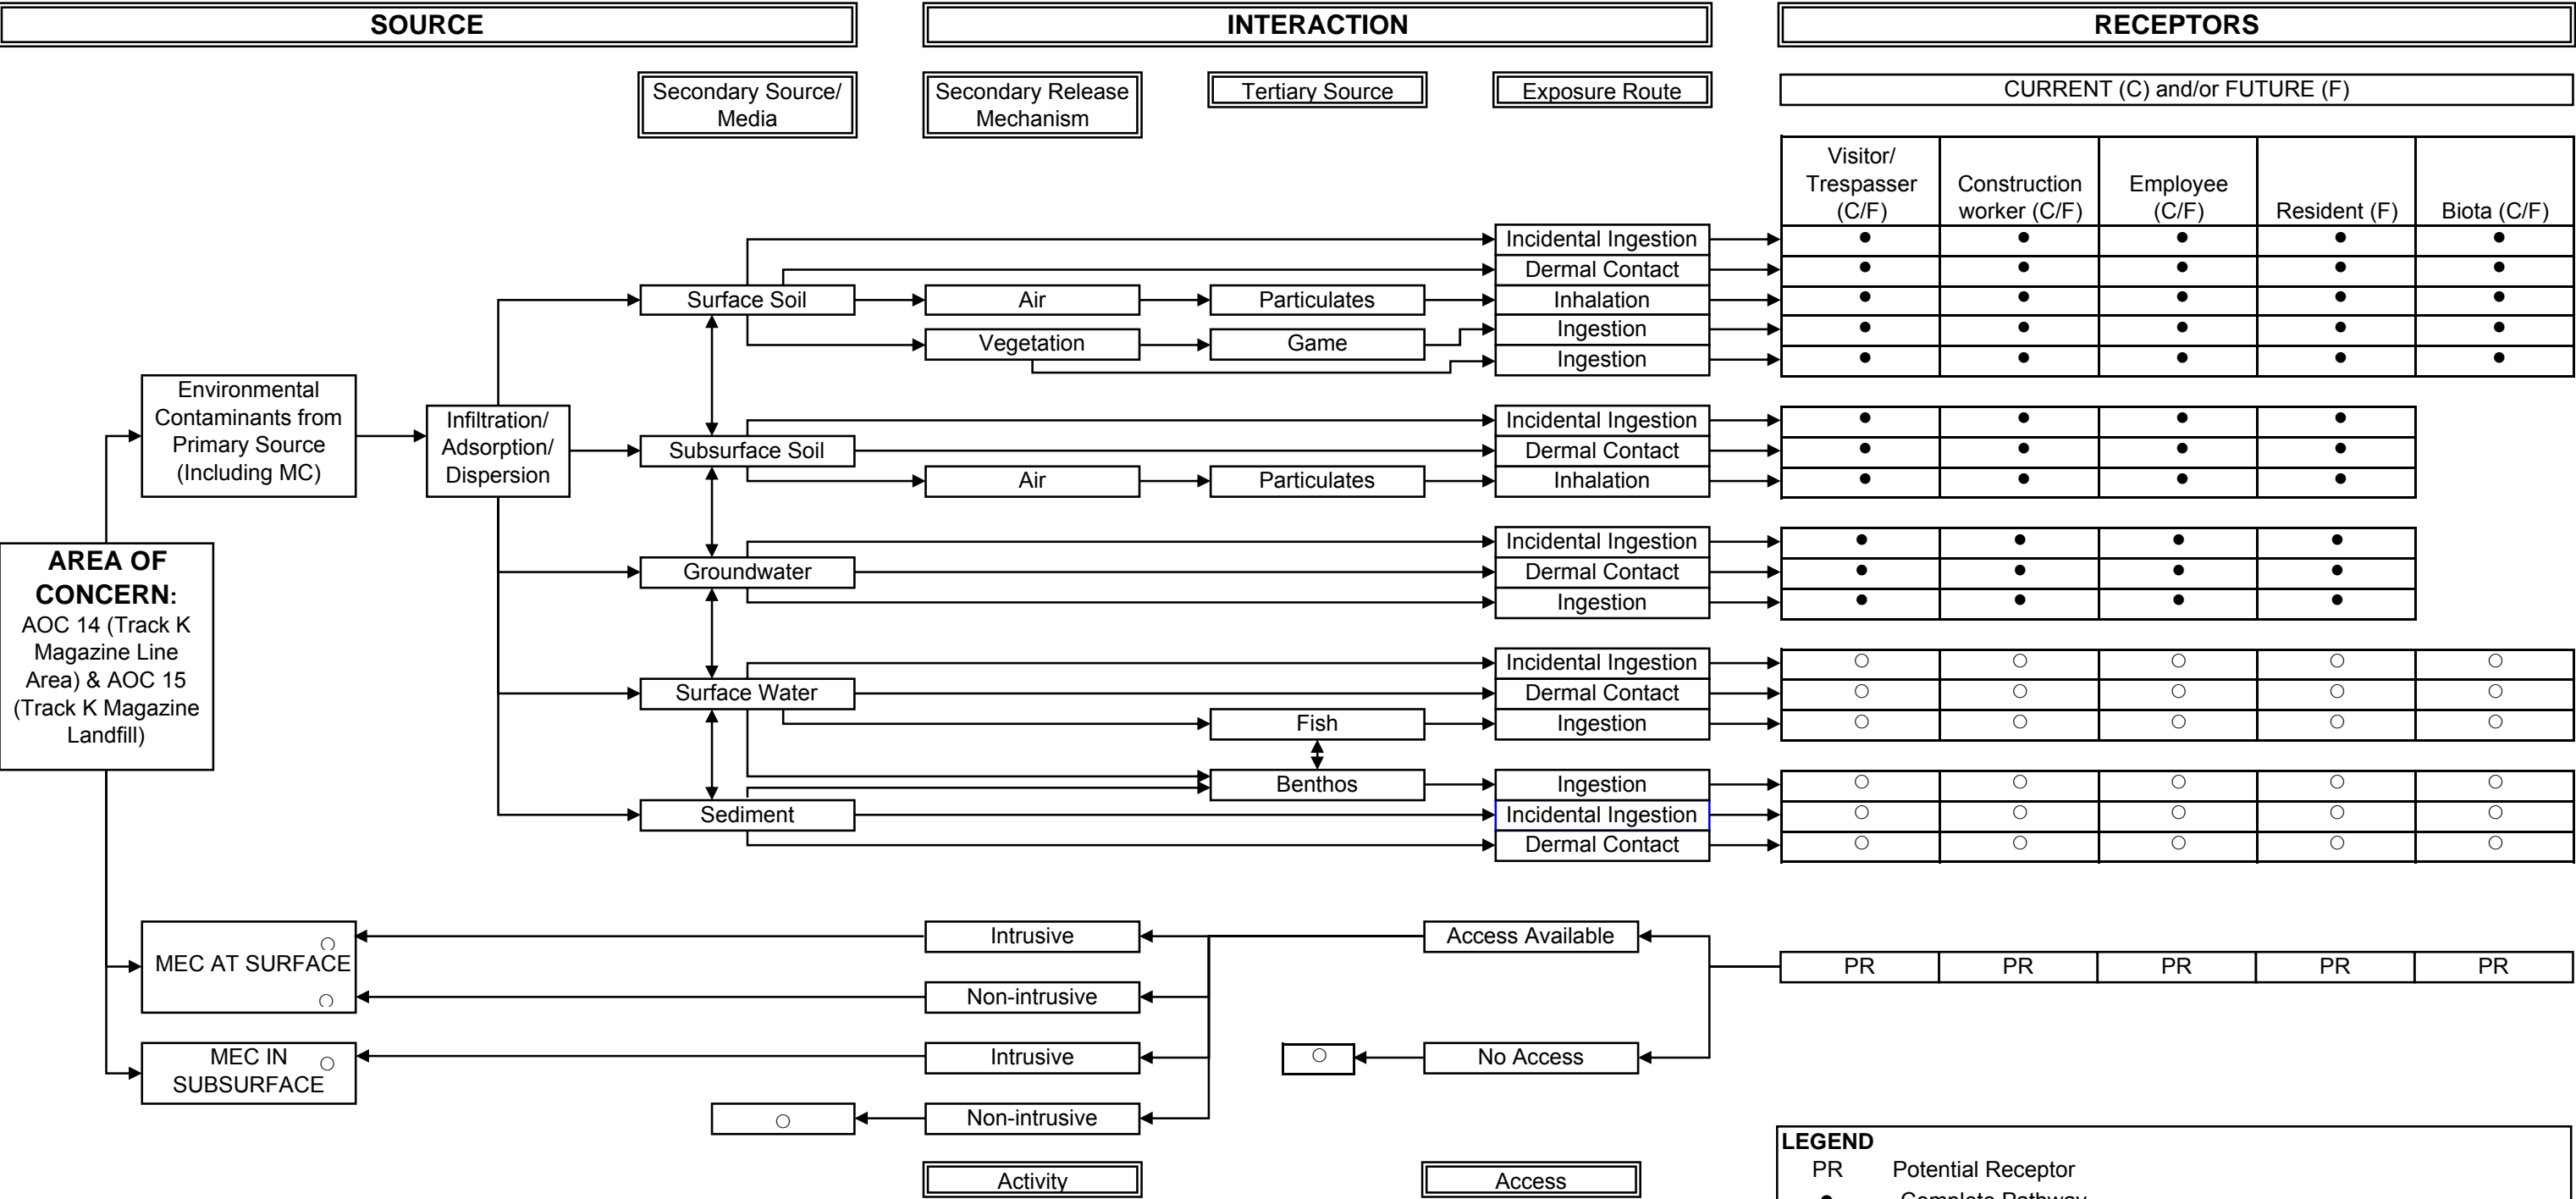 SOURCE
INTERACTION
RECEPTORS
Secondary Source/
Media
Secondary Release
Mechanism
Tertiary Source
Exposure Route
CURRENT (C) and/or FUTURE (F)
Visitor/
Trespasser
(C/F)
Construction
worker (C/F)
Employee
(C/F)
Resident (F)
Biota (C/F)
Incidental Ingestion
● ● ● ● ●
Dermal Contact
● ● ● ● ●
Surface Soil
Air
Particulates
Inhalation
● ● ● ● ●
Vegetation
Game
Ingestion
● ● ● ● ●
Ingestion
● ● ● ● ●
Environmental
Contaminants from
Primary Source
(Including MC)
Infiltration/
Adsorption/
Dispersion
Incidental Ingestion
● ● ● ●
Subsurface Soil
Dermal Contact
● ● ● ●
Air
Particulates
Inhalation
● ● ● ●
AREA OF
CONCERN:
AOC 14 (Track K
Magazine Line
Area) & AOC 15
(Track K Magazine
Landfill)
Incidental Ingestion
● ● ● ●
Groundwater
Dermal Contact
● ● ● ●
Ingestion
● ● ● ●
Incidental Ingestion
○ ○ ○ ○ ○
Surface Water
Dermal Contact
○ ○ ○ ○ ○
Fish
Ingestion
○ ○ ○ ○ ○
Benthos
Ingestion
○ ○ ○ ○ ○
Sediment
Incidental Ingestion
○ ○ ○ ○ ○
Dermal Contact
○ ○ ○ ○ ○
○
MEC AT SURFACE
○
Intrusive
Access Available
PR PR PR PR PR
Non-intrusive
MEC IN
SUBSURFACE
○
Intrusive
○
No Access
○
Non-intrusive
Activity
Access
LEGEND
PR Potential Receptor
● Complete Pathway